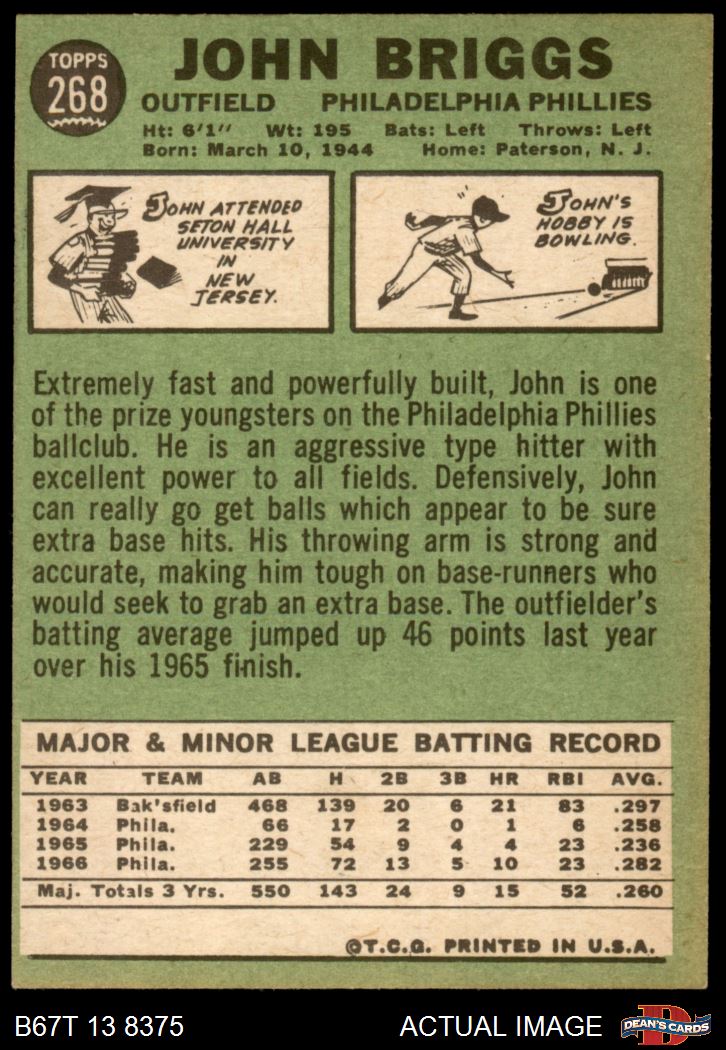 TOPPS
268
JOHN BRIGGS
OUTFIELD PHILADELPHIA PHILLIES
Ht: 6'1" Wt: 195 Bats: Left Throws: Left
Born: March 10, 1944 Home: Paterson, N. J.
JOHN ATTENDED
SETON HALL
UNIVERSITY
IN
NEW
JERSEY.
JOHN'S
HOBBY IS
BOWLING.
Extremely fast and powerfully built, John is one
of the prize youngsters on the Philadelphia Phillies
ballclub. He is an aggressive type hitter with
excellent power to all fields. Defensively, John
can really go get balls which appear to be sure
extra base hits. His throwing arm is strong and
accurate, making him tough on base-runners who
would seek to grab an extra base. The outfielder's
batting average jumped up 46 points last year
over his 1965 finish.
MAJOR & MINOR LEAGUE BATTING RECORD
YEAR TEAM AB H 2B 3B HR RBI AVG.
1963 Bak'sfield 468 139 20 6 21 83 .297
1964 Phila. 66 17 2 0 1 6 .258
1965 Phila. 229 54 9 4 4 23 .236
1966 Phila. 255 72 13 5 10 23 .282
Maj. Totals 3 Yrs. 550 143 24 9 15 52 .260
©T.C.G. PRINTED IN U.S.A.
B67T 13 8375 ACTUAL IMAGE
D
DEAN'S CARDS